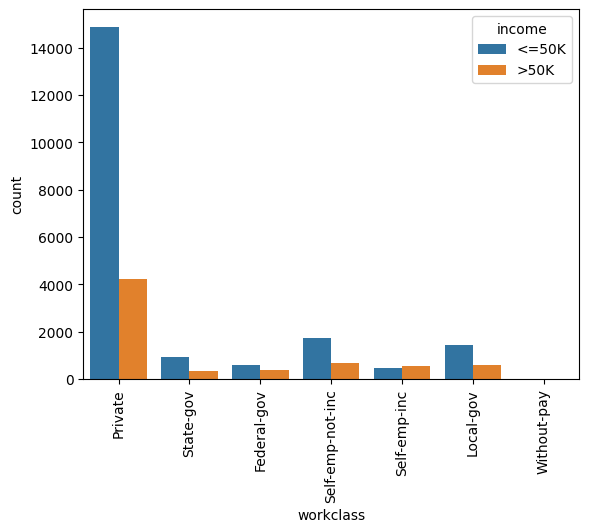 income
<=50K
>50K
14000
12000
10000
8000
6000
4000
2000
0
count
Private
State-gov
Federal-gov
Self-emp-not-inc
Self-emp-inc
Local-gov
Without-pay
workclass